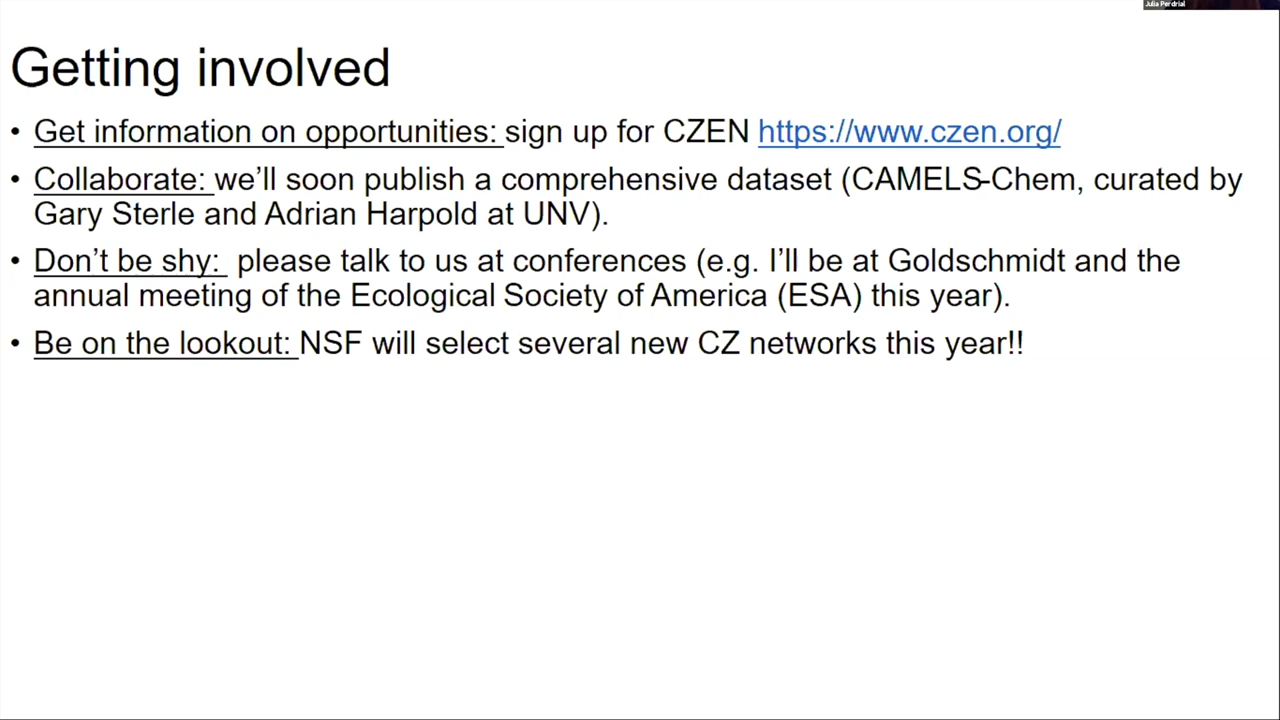 Julia Perdrial
Getting involved
• Get information on opportunities: sign up for CZEN https://www.czen.org/
• Collaborate: we’ll soon publish a comprehensive dataset (CAMELS-Chem, curated by
Gary Sterle and Adrian Harpold at UNV).
• Don’t be shy: please talk to us at conferences (e.g. I’ll be at Goldschmidt and the
annual meeting of the Ecological Society of America (ESA) this year).
• Be on the lookout: NSF will select several new CZ networks this year!!